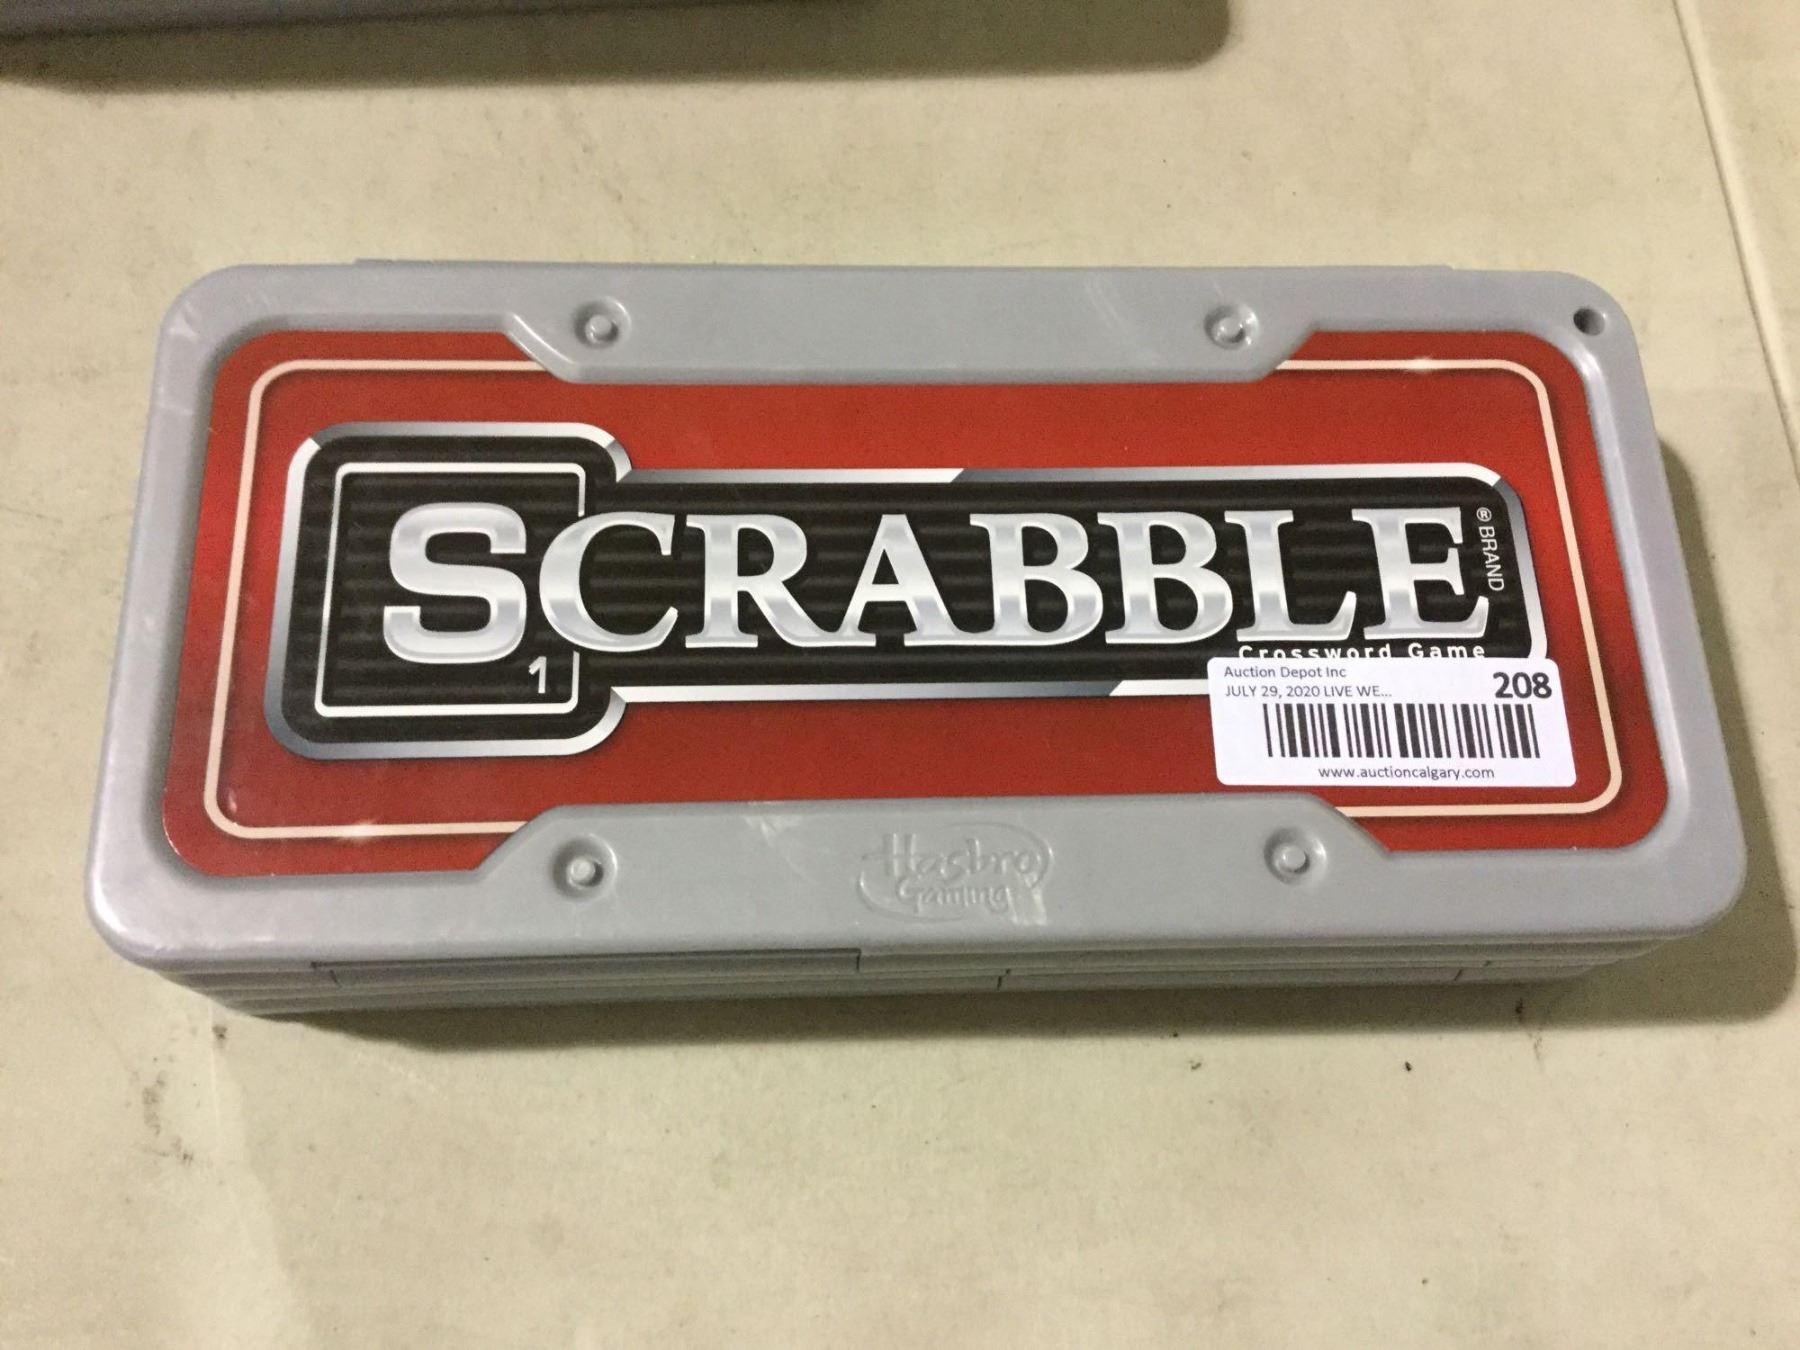 SCRABBLE
® BRAND
1
Crossword Game
Auction Depot Inc
208
JULY 29, 2020 LIVE WE...
www.auctioncalgary.com
Hasbro
Gaming